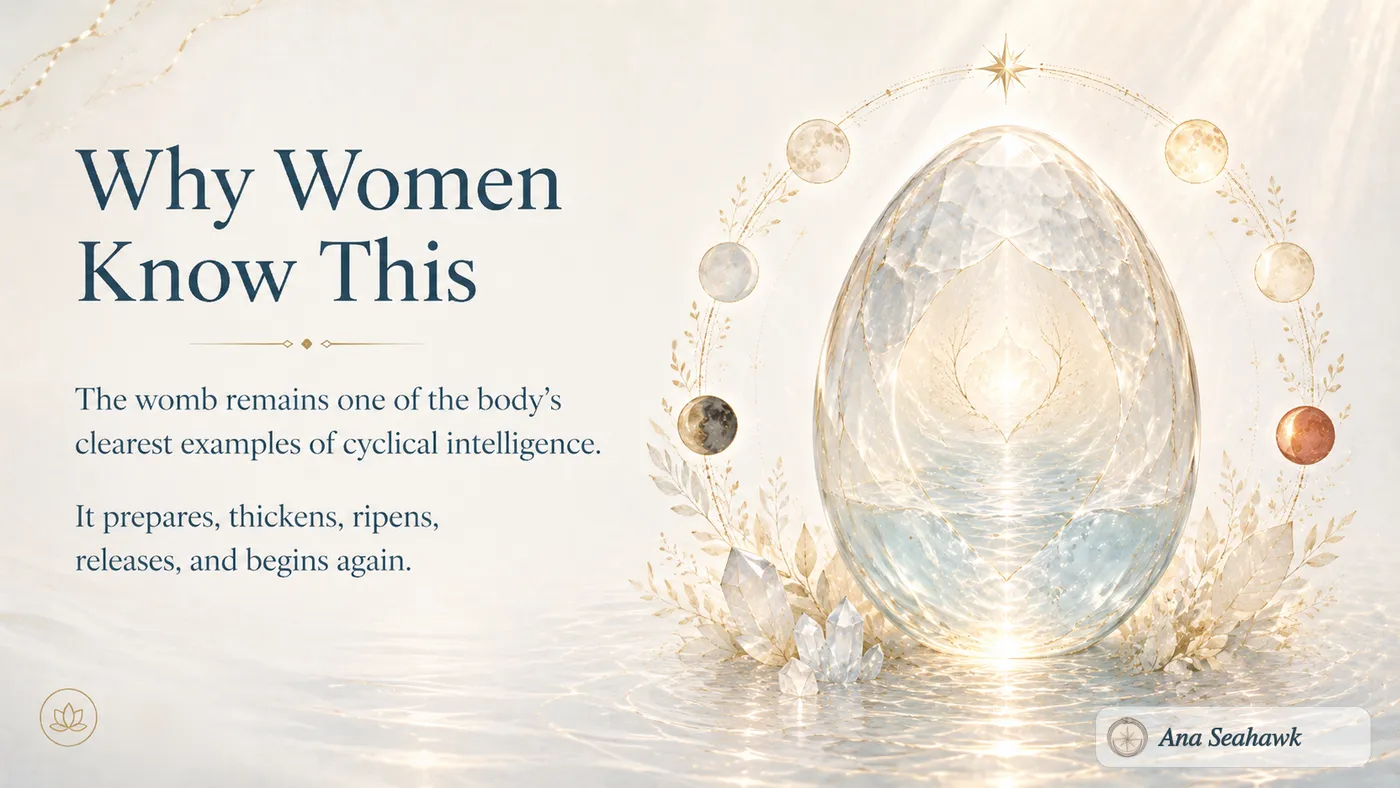 Why Women
Know This
The womb remains one of the body’s
clearest examples of cyclical intelligence.
It prepares, thickens, ripens,
releases, and begins again.
Ana Seahawk